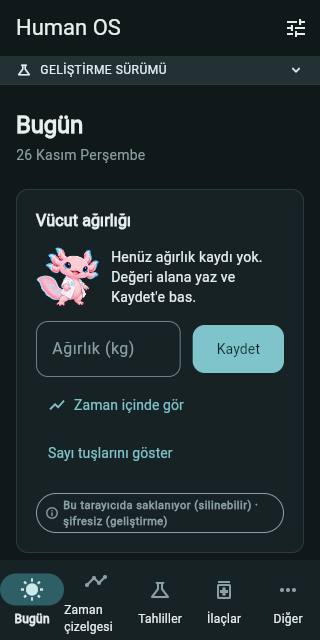 Human OS
GELİŞTİRME SÜRÜMÜ
Bugün
26 Kasım Perşembe
Vücut ağırlığı
Henüz ağırlık kaydı yok.
Değeri alana yaz ve
Kaydet'e bas.
Ağırlık (kg)
Kaydet
Zaman içinde gör
Sayı tuşlarını göster
Bu tarayıcıda saklanıyor (silinebilir) ·
şifresiz (geliştirme)
Bugün
Zaman
çizelgesi
Tahliller
İlaçlar
Diğer